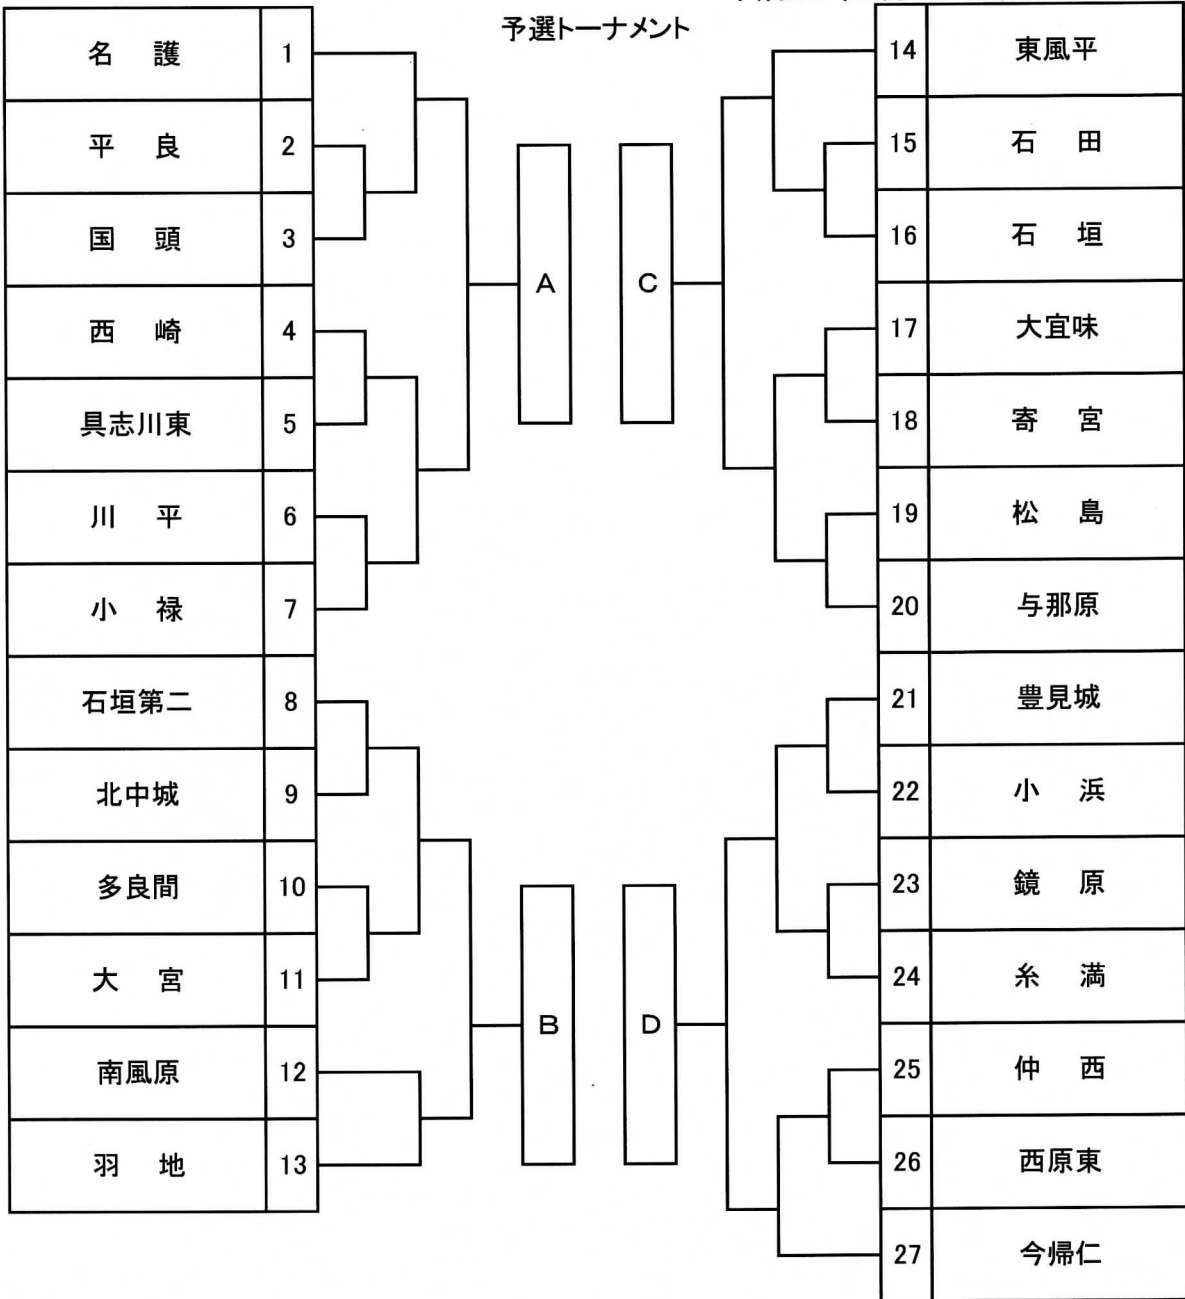 予選トーナメント
名護 1
平良 2
国頭 3
西崎 4
具志川東 5
川平 6
小禄 7
石垣第二 8
北中城 9
多良間 10
大宮 11
南風原 12
羽地 13
A
B
C
D
14 東風平
15 石田
16 石垣
17 大宜味
18 寄宮
19 松島
20 与那原
21 豊見城
22 小浜
23 鏡原
24 糸満
25 仲西
26 西原東
27 今帰仁